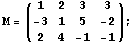 M = ( 1 2 3 3
-3 1 5 -2
2 4 -1 -1 ) ;